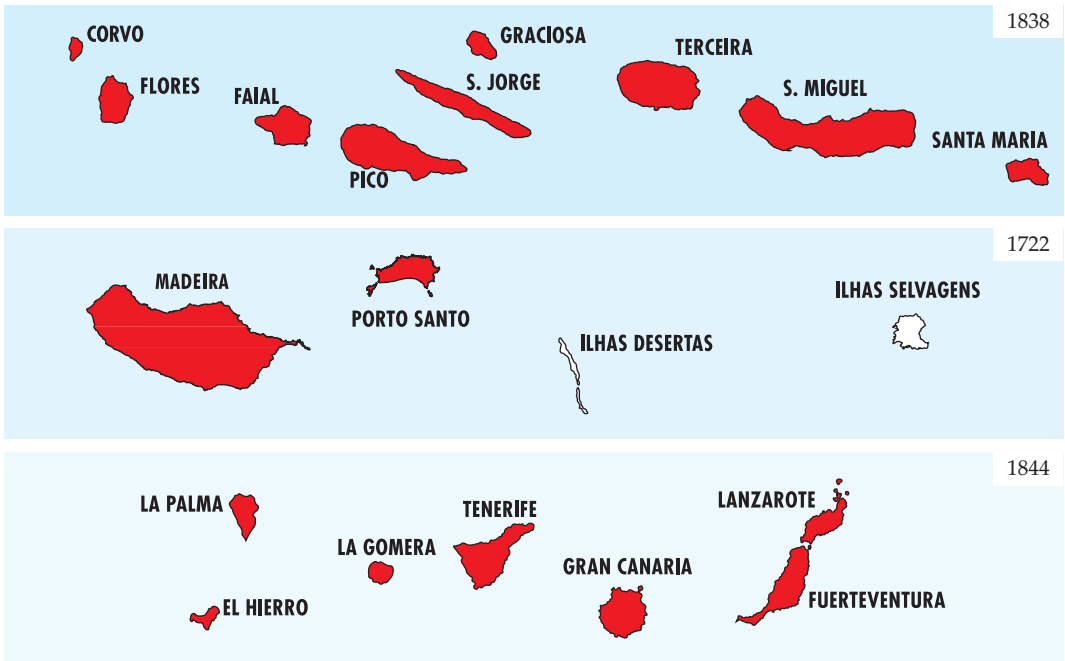 1838
CORVO
FLORES
FAIAL
PICO
GRACIOSA
S. JORGE
TERCEIRA
S. MIGUEL
SANTA MARIA
1722
MADEIRA
PORTO SANTO
ILHAS DESERTAS
ILHAS SELVAGENS
1844
LA PALMA
EL HIERRO
LA GOMERA
TENERIFE
GRAN CANARIA
LANZAROTE
FUERTEVENTURA